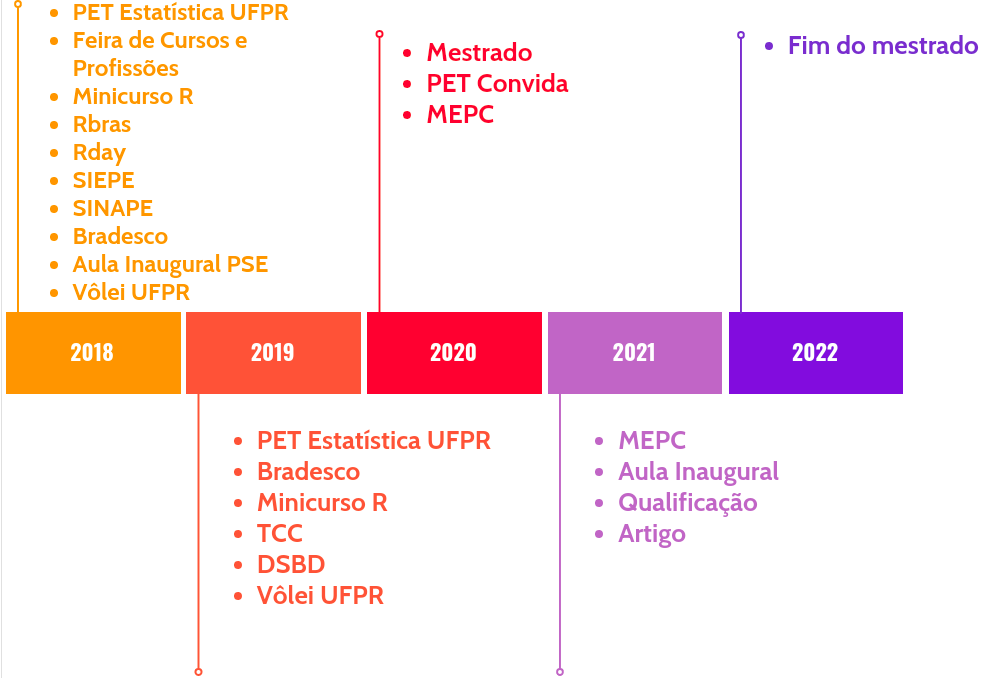 PET Estatística UFPR
Feira de Cursos e
Profissões
Minicurso R
Rbras
Rday
SIEPE
SINAPE
Bradesco
Aula Inaugural PSE
Vôlei UFPR
Mestrado
PET Convida
MEPC
Fim do mestrado
2018
2019
2020
2021
2022
PET Estatística UFPR
Bradesco
Minicurso R
TCC
DSBD
Vôlei UFPR
MEPC
Aula Inaugural
Qualificação
Artigo